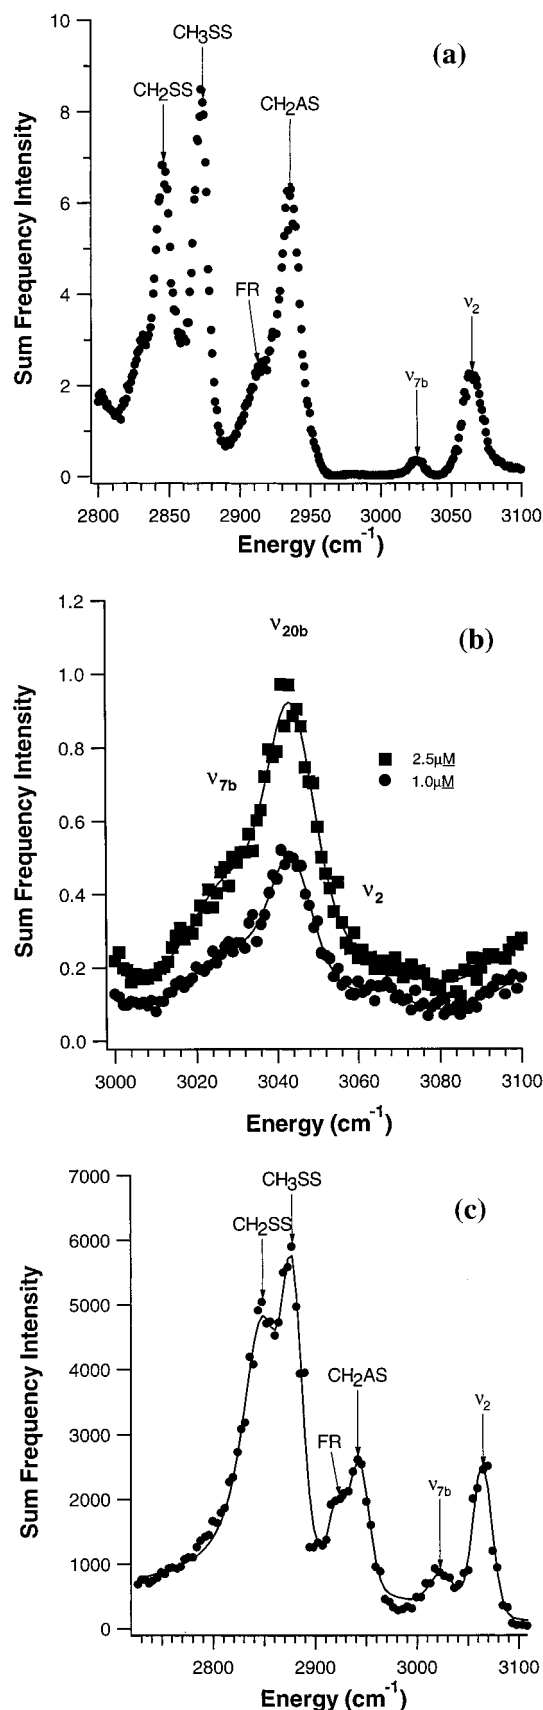 (a)
CH3SS
CH2SS
CH2AS
FR
ν7b
ν2
Sum Frequency Intensity
10
8
6
4
2
0
2800 2850 2900 2950 3000 3050 3100
Energy (cm-1)
(b)
ν20b
ν7b
ν2
2.5μM
1.0μM
Sum Frequency Intensity
1.2
1.0
0.8
0.6
0.4
0.2
0.0
3000 3020 3040 3060 3080 3100
Energy (cm-1)
(c)
CH3SS
CH2SS
CH2AS
FR
ν7b
ν2
Sum Frequency Intensity
7000
6000
5000
4000
3000
2000
1000
0
2800 2900 3000 3100
Energy (cm-1)